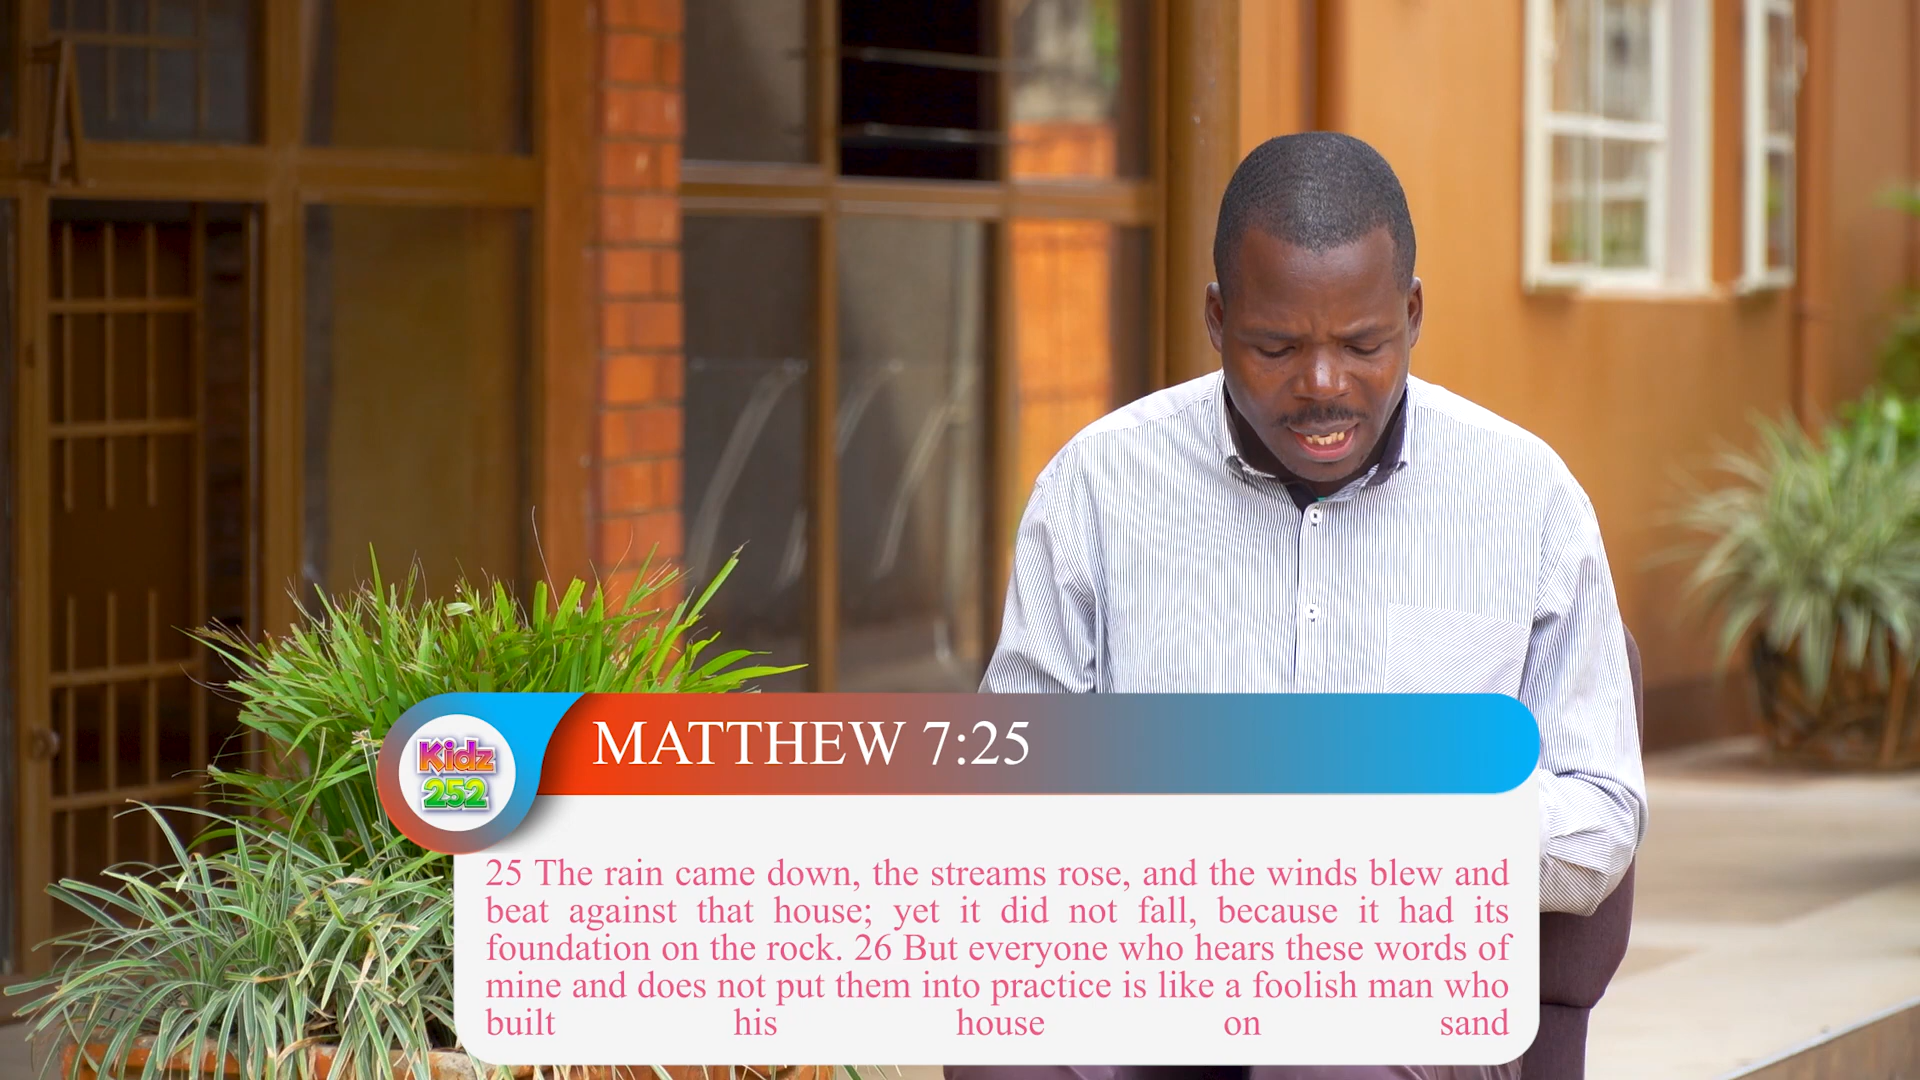 MATTHEW 7:25
Kidz
252
25 The rain came down, the streams rose, and the winds blew and
beat against that house; yet it did not fall, because it had its
foundation on the rock. 26 But everyone who hears these words of
mine and does not put them into practice is like a foolish man who
built his house on sand